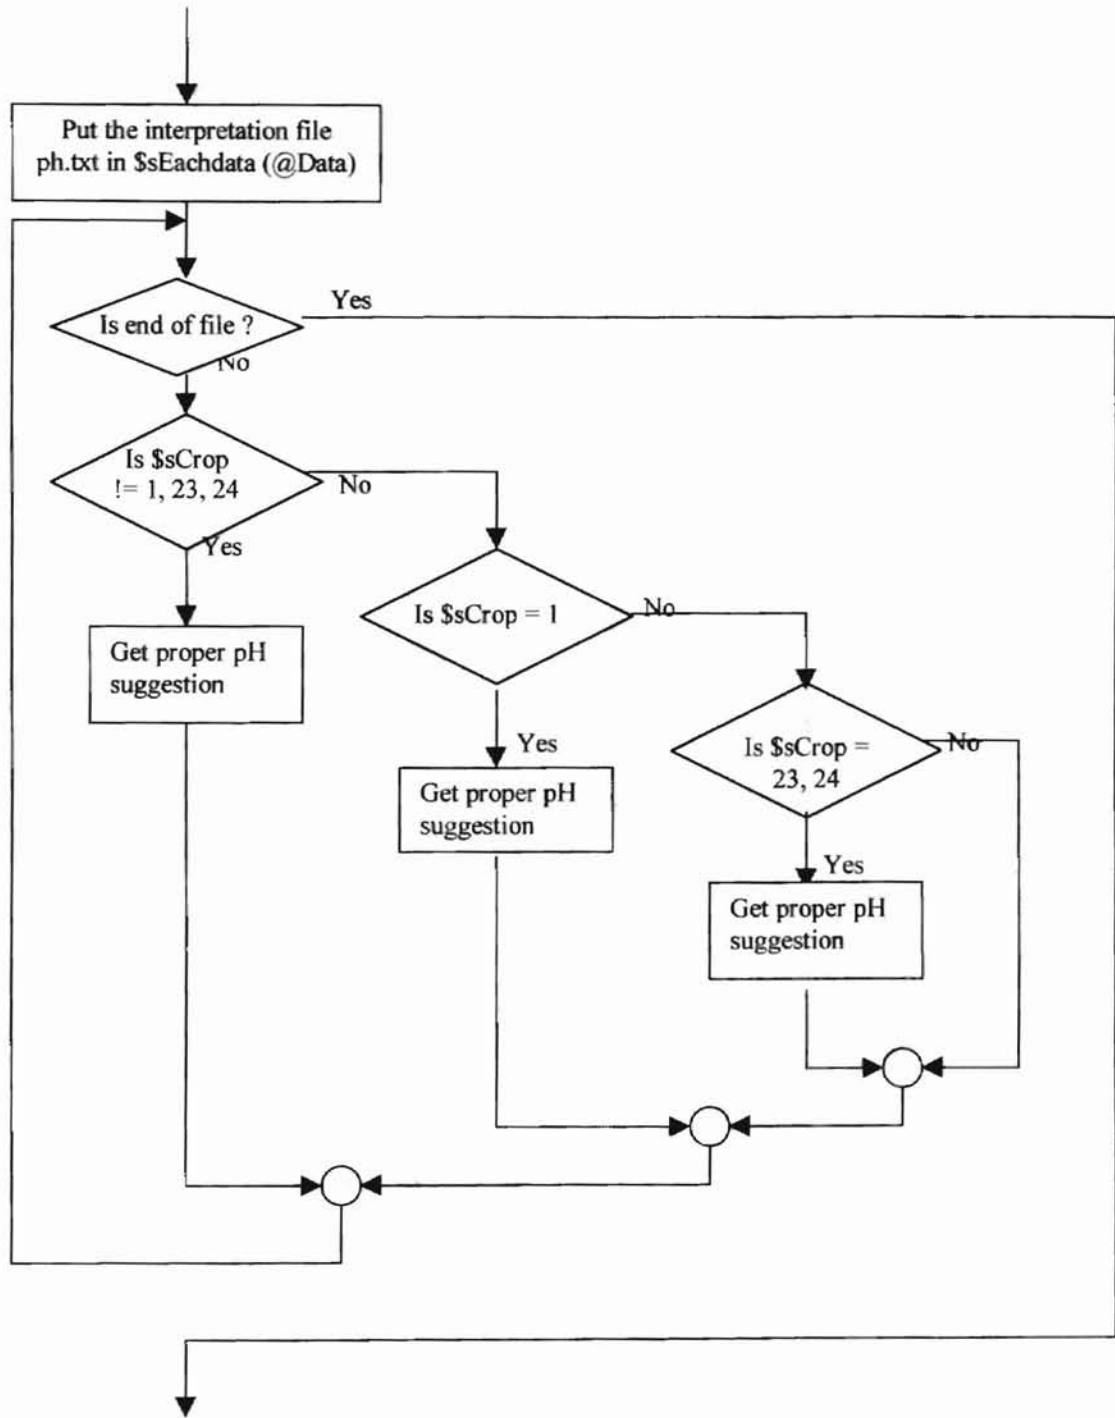 Put the interpretation file
ph.txt in $sEachdata (@Data)
Yes
Is end of file ?
No
Is $sCrop
!= 1, 23, 24
No
Yes
Is $sCrop = 1
No
Get proper pH
suggestion
Is $sCrop =
23, 24
No
Yes
Get proper pH
suggestion
Yes
Get proper pH
suggestion